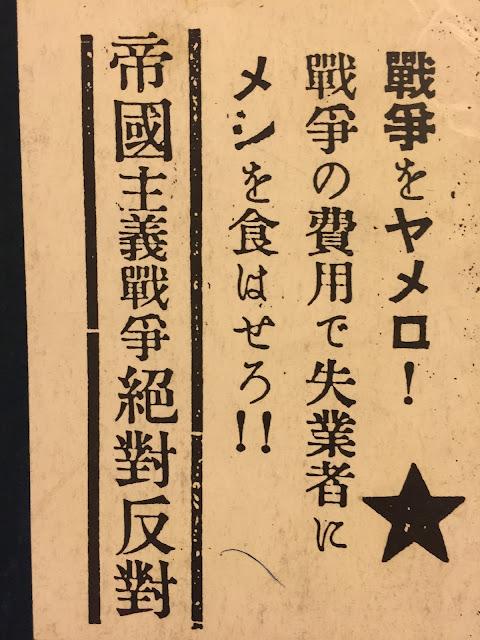 戰爭をヤメロ！
戰爭の費用で失業者に
メシを食はせろ!!
帝國主義戰爭絕對反對